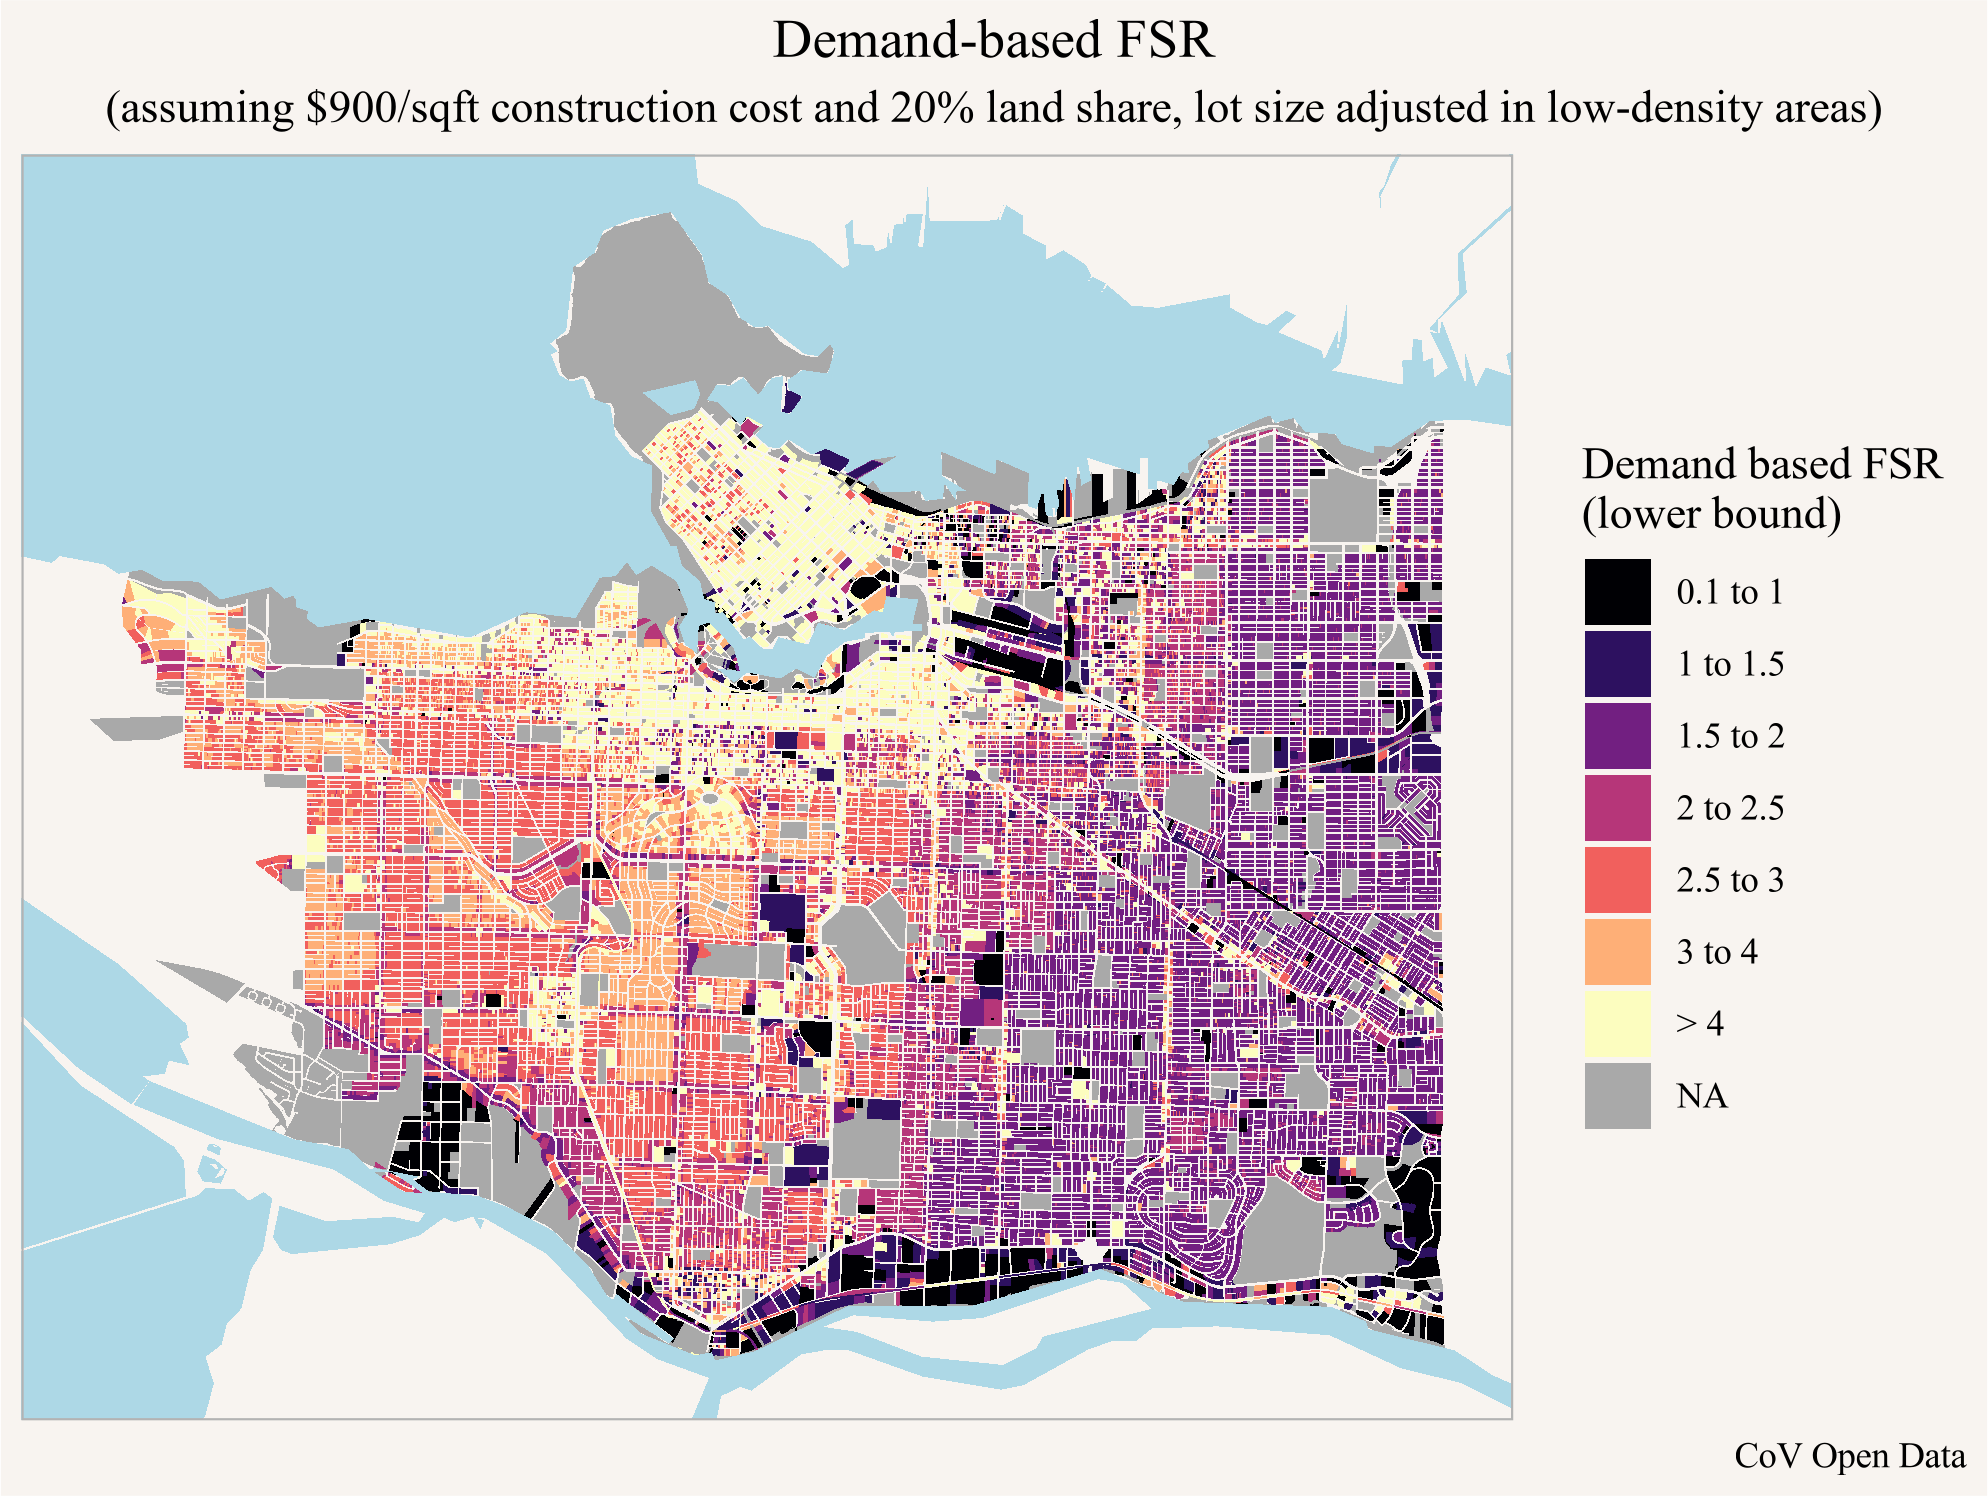 Demand-based FSR
(assuming $900/sqft construction cost and 20% land share, lot size adjusted in low-density areas)
Demand based FSR
(lower bound)
0.1 to 1
1 to 1.5
1.5 to 2
2 to 2.5
2.5 to 3
3 to 4
> 4
NA
CoV Open Data